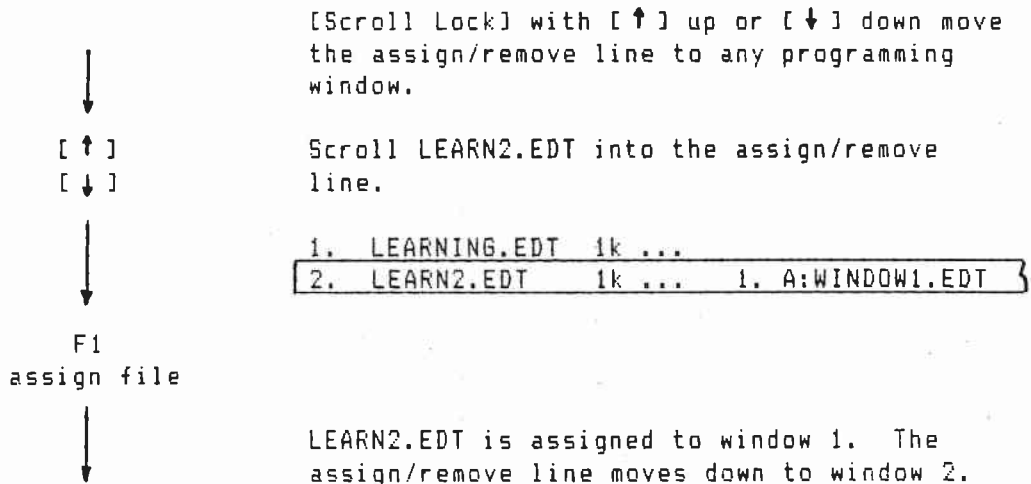 [Scroll Lock] with [↑] up or [↓] down move
the assign/remove line to any programming
window.
[↑]
[↓]
Scroll LEARN2.EDT into the assign/remove
line.
1. LEARNING.EDT 1k ...
2. LEARN2.EDT 1k ... 1. A:WINDOW1.EDT
F1
assign file
LEARN2.EDT is assigned to window 1. The
assign/remove line moves down to window 2.